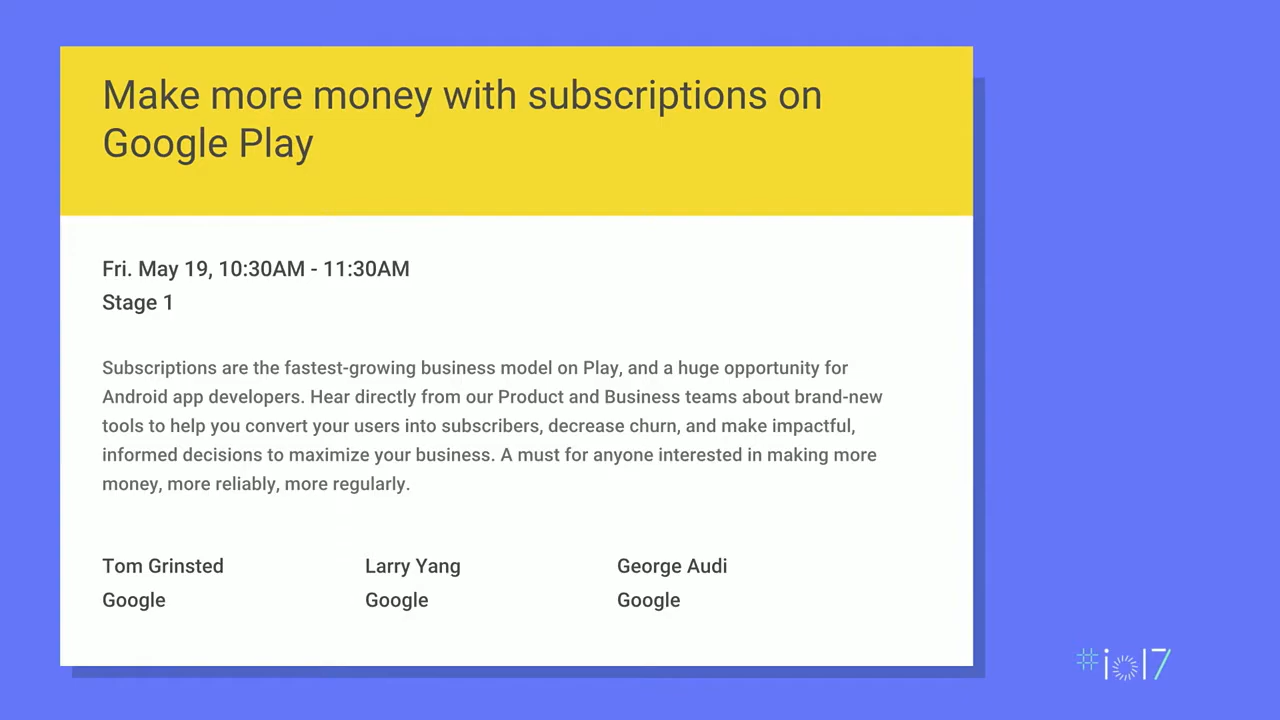 Make more money with subscriptions on
Google Play
Fri. May 19, 10:30AM - 11:30AM
Stage 1
Subscriptions are the fastest-growing business model on Play, and a huge opportunity for
Android app developers. Hear directly from our Product and Business teams about brand-new
tools to help you convert your users into subscribers, decrease churn, and make impactful,
informed decisions to maximize your business. A must for anyone interested in making more
money, more reliably, more regularly.
Tom Grinsted Larry Yang George Audi
Google Google Google
#io17